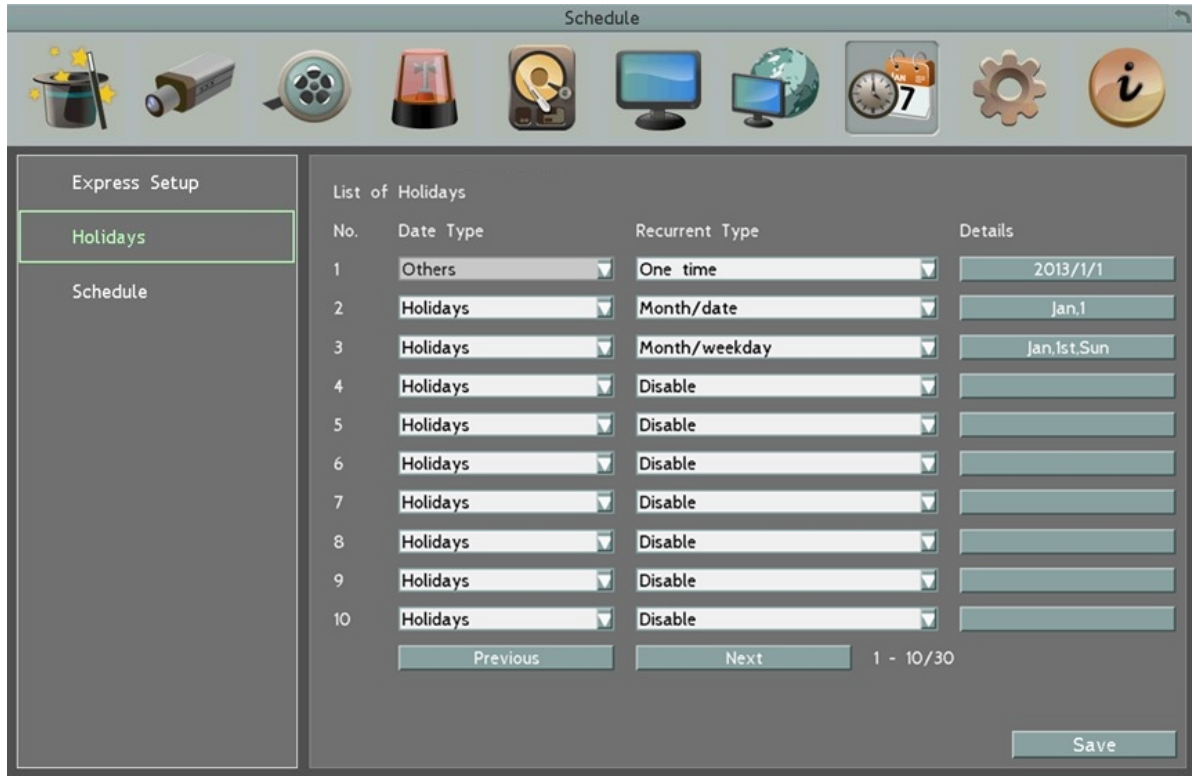 Schedule
JAN
7
i
Express Setup
Holidays
Schedule
List of Holidays
No. Date Type Recurrent Type Details
1 Others One time 2013/1/1
2 Holidays Month/date Jan,1
3 Holidays Month/weekday Jan,1st,Sun
4 Holidays Disable
5 Holidays Disable
6 Holidays Disable
7 Holidays Disable
8 Holidays Disable
9 Holidays Disable
10 Holidays Disable
Previous Next 1 - 10/30
Save